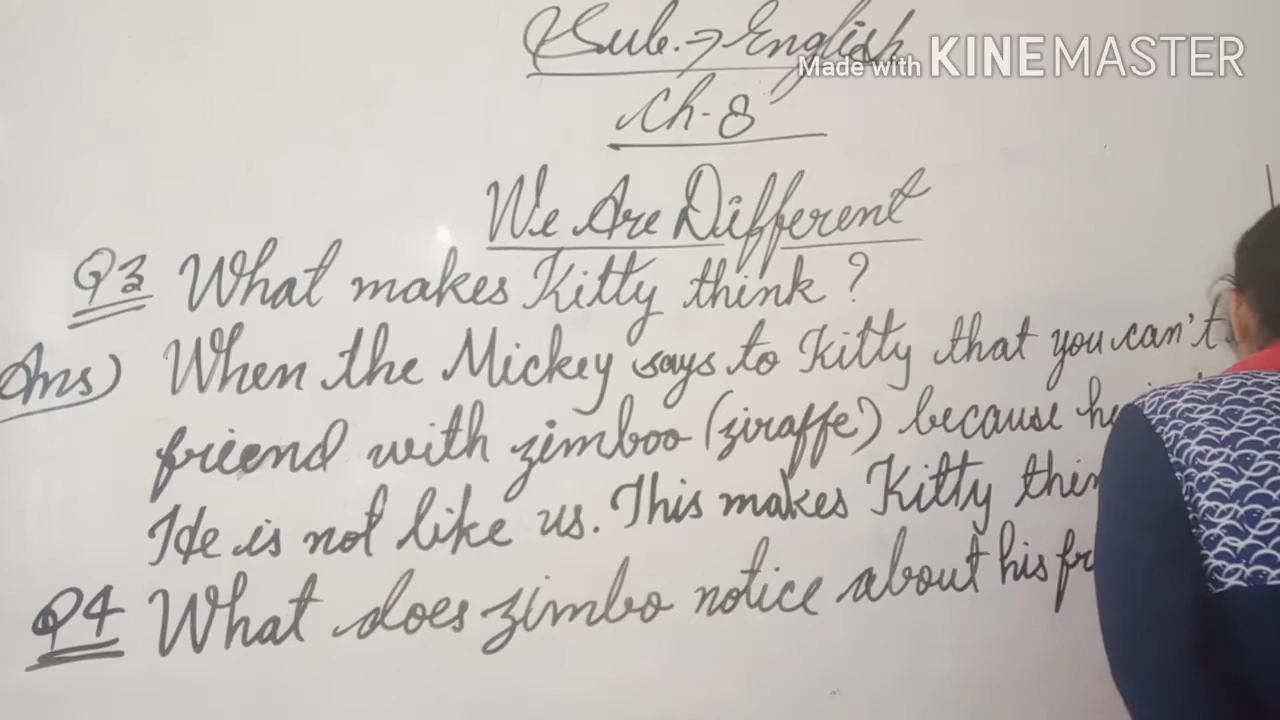 Sub. → English
Made with KINEMASTER
Ch-8
We Are Different
Q3 What makes Kitty think?
Ans) When the Mickey says to Kitty that you can't
friend with zimboo (ziraffe) because he
He is not like us. This makes Kitty
Q4 What does zimbo notice about his